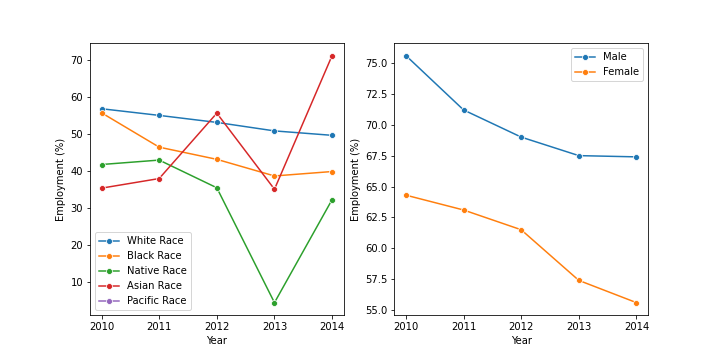 70
60
50
40
30
20
10
Employment (%)
White Race
Black Race
Native Race
Asian Race
Pacific Race
2010 2011 2012 2013 2014
Year
75.0
72.5
70.0
67.5
65.0
62.5
60.0
57.5
55.0
Employment (%)
Male
Female
2010 2011 2012 2013 2014
Year